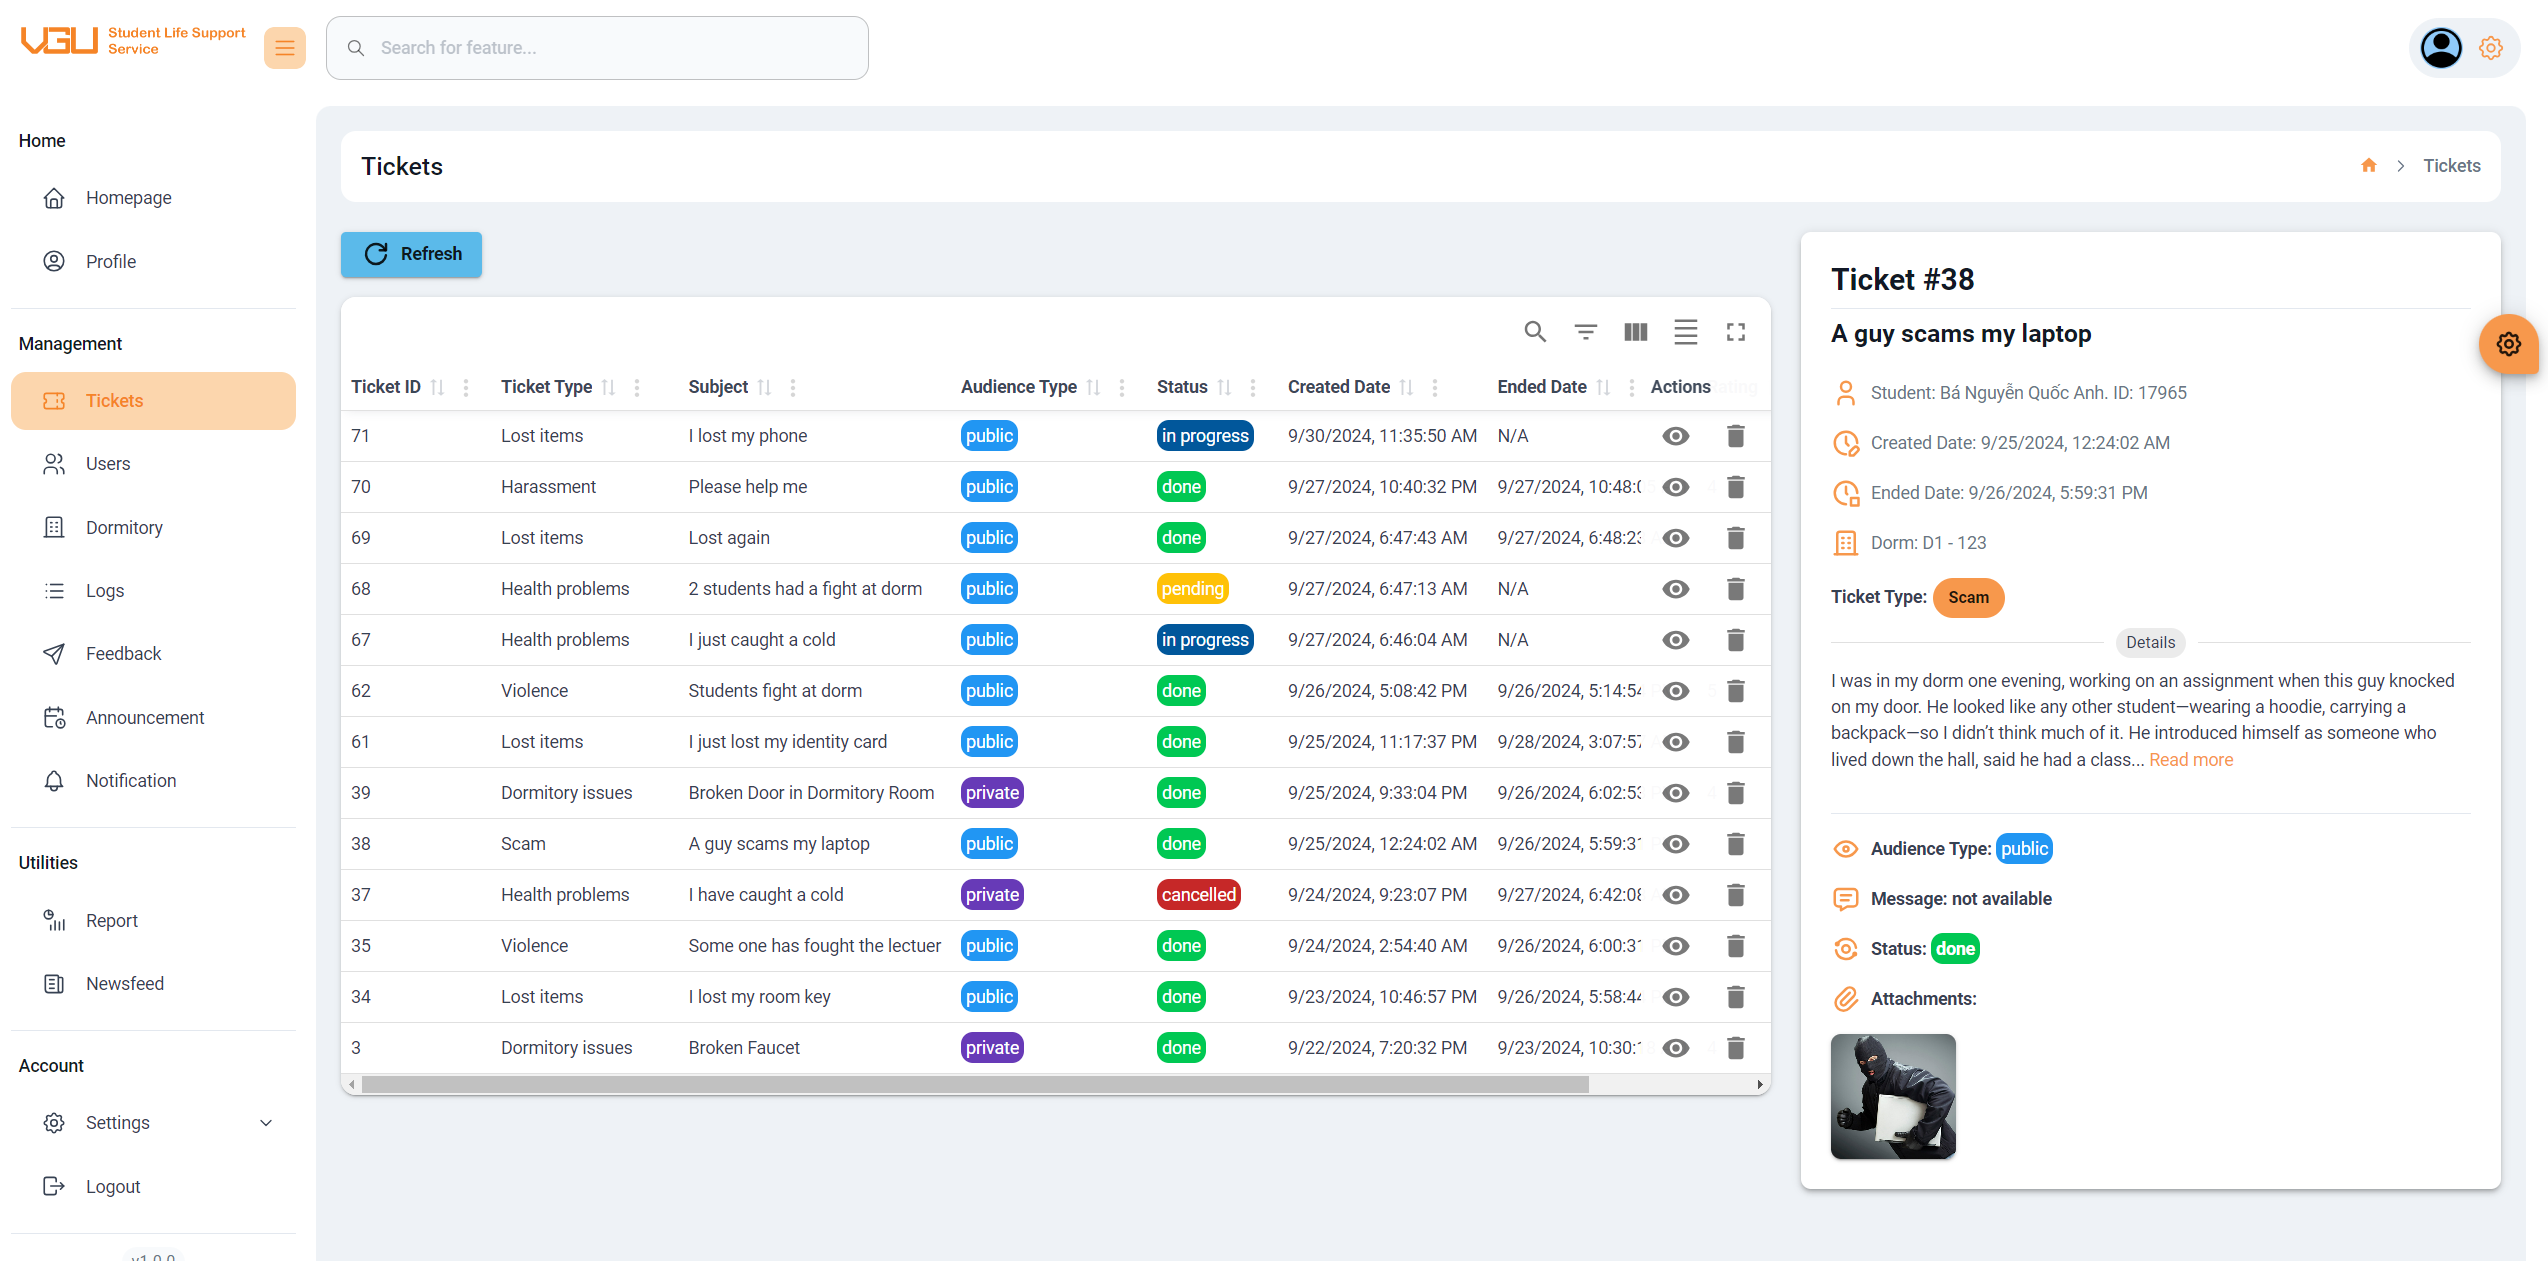 VGU Student Life Support
Service
Search for feature...
Home
Homepage
Profile
Management
Tickets
Users
Dormitory
Logs
Feedback
Announcement
Notification
Utilities
Report
Newsfeed
Account
Settings
Logout
v1.0.0
Tickets
Tickets
Refresh
Ticket ID Ticket Type Subject Audience Type Status Created Date Ended Date Actions
71 Lost items I lost my phone public in progress 9/30/2024, 11:35:50 AM N/A
70 Harassment Please help me public done 9/27/2024, 10:40:32 PM 9/27/2024, 10:48:0
69 Lost items Lost again public done 9/27/2024, 6:47:43 AM 9/27/2024, 6:48:23
68 Health problems 2 students had a fight at dorm public pending 9/27/2024, 6:47:13 AM N/A
67 Health problems I just caught a cold public in progress 9/27/2024, 6:46:04 AM N/A
62 Violence Students fight at dorm public done 9/26/2024, 5:08:42 PM 9/26/2024, 5:14:54
61 Lost items I just lost my identity card public done 9/25/2024, 11:17:37 PM 9/28/2024, 3:07:57
39 Dormitory issues Broken Door in Dormitory Room private done 9/25/2024, 9:33:04 PM 9/26/2024, 6:02:53
38 Scam A guy scams my laptop public done 9/25/2024, 12:24:02 AM 9/26/2024, 5:59:31
37 Health problems I have caught a cold private cancelled 9/24/2024, 9:23:07 PM 9/27/2024, 6:42:08
35 Violence Some one has fought the lectuer public done 9/24/2024, 2:54:40 AM 9/26/2024, 6:00:31
34 Lost items I lost my room key public done 9/23/2024, 10:46:57 PM 9/26/2024, 5:58:44
3 Dormitory issues Broken Faucet private done 9/22/2024, 7:20:32 PM 9/23/2024, 10:30:1
Ticket #38
A guy scams my laptop
Student: Bá Nguyễn Quốc Anh. ID: 17965
Created Date: 9/25/2024, 12:24:02 AM
Ended Date: 9/26/2024, 5:59:31 PM
Dorm: D1 - 123
Ticket Type: Scam
Details
I was in my dorm one evening, working on an assignment when this guy knocked
on my door. He looked like any other student—wearing a hoodie, carrying a
backpack—so I didn’t think much of it. He introduced himself as someone who
lived down the hall, said he had a class... Read more
Audience Type: public
Message: not available
Status: done
Attachments: